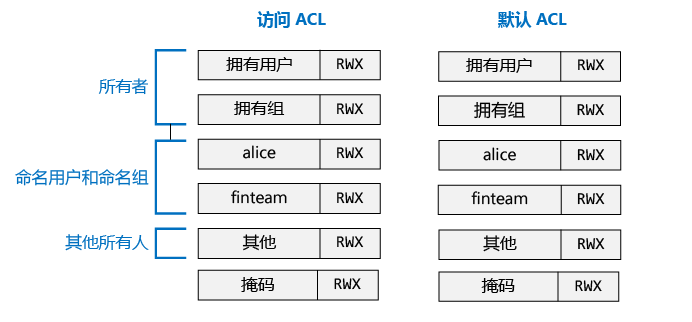 访问 ACL
默认 ACL
所有者
拥有用户 RWX
拥有用户 RWX
拥有组 RWX
拥有组 RWX
命名用户和命名组
alice RWX
alice RWX
finteam RWX
finteam RWX
其他所有人
其他 RWX
其他 RWX
掩码 RWX
掩码 RWX